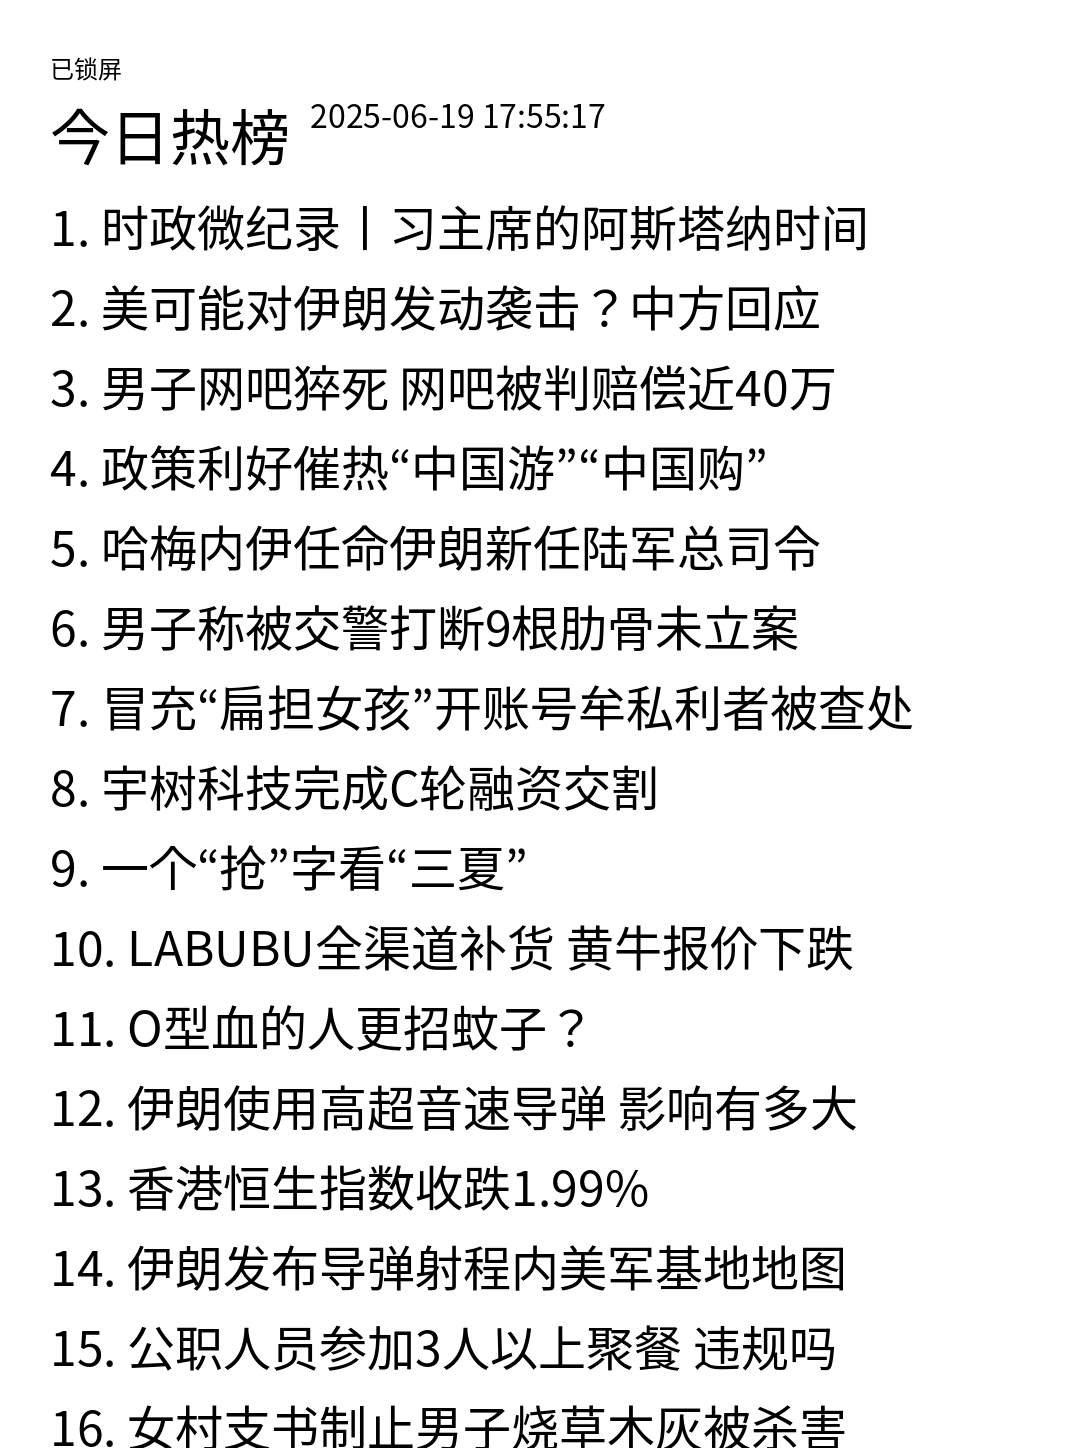 已锁屏
今日热榜 2025-06-19 17:55:17
1. 时政微纪录丨习主席的阿斯塔纳时间
2. 美可能对伊朗发动袭击？中方回应
3. 男子网吧猝死 网吧被判赔偿近40万
4. 政策利好催热“中国游”“中国购”
5. 哈梅内伊任命伊朗新任陆军总司令
6. 男子称被交警打断9根肋骨未立案
7. 冒充“扁担女孩”开账号牟私利者被查处
8. 宇树科技完成C轮融资交割
9. 一个“抢”字看“三夏”
10. LABUBU全渠道补货 黄牛报价下跌
11. O型血的人更招蚊子？
12. 伊朗使用高超音速导弹 影响有多大
13. 香港恒生指数收跌1.99%
14. 伊朗发布导弹射程内美军基地地图
15. 公职人员参加3人以上聚餐 违规吗
16. 女村支书制止男子烧草木灰被杀害